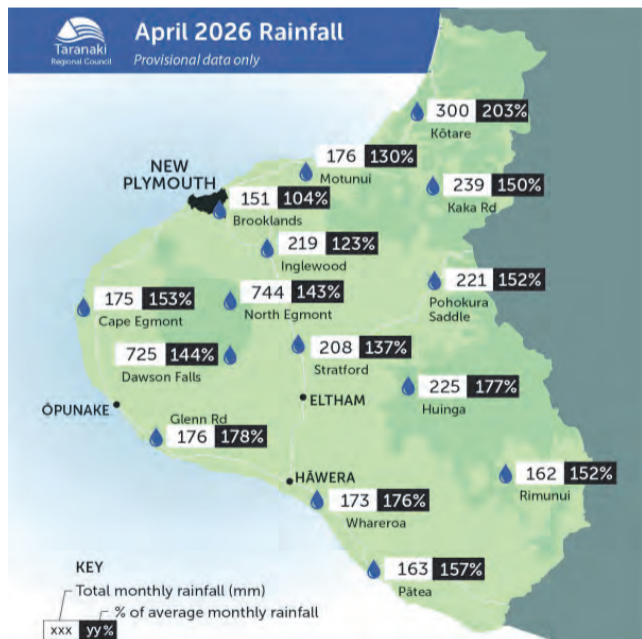 Taranaki
Regional Council
April 2026 Rainfall
Provisional data only
300 203%
Kōtare
176 130%
Motunui
NEW
PLYMOUTH
239 150%
Kaka Rd
151 104%
Brooklands
219 123%
Inglewood
221 152%
Pohokura
Saddle
175 153%
Cape Egmont
744 143%
North Egmont
208 137%
Stratford
725 144%
Dawson Falls
225 177%
Huinga
ŌPUNAKE
ELTHAM
Glenn Rd
176 178%
HĀWERA
162 152%
Rimunui
173 176%
Whareroa
163 157%
Pātea
KEY
Total monthly rainfall (mm)
% of average monthly rainfall
xxx yy%